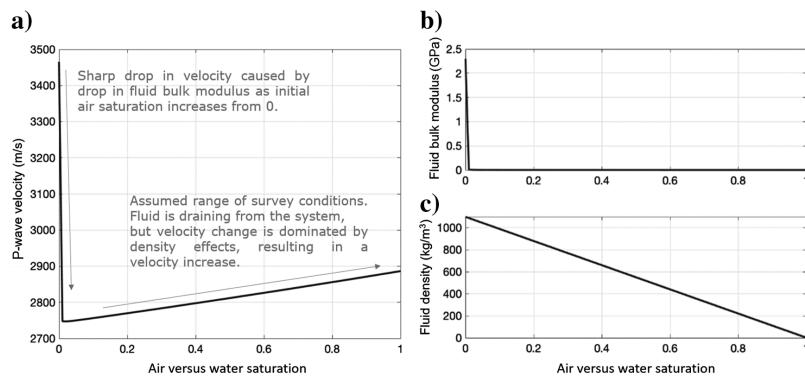 a)
3500
3400
3300
3200
3100
3000
2900
2800
2700
P-wave velocity (m/s)
Sharp drop in velocity caused by
drop in fluid bulk modulus as initial
air saturation increases from 0.
Assumed range of survey conditions.
Fluid is draining from the system,
but velocity change is dominated by
density effects, resulting in a
velocity increase.
0 0.2 0.4 0.6 0.8 1
Air versus water saturation
b)
2.5
2
1.5
1
0.5
0
Fluid bulk modulus (GPa)
0 0.2 0.4 0.6 0.8 1
c)
1000
800
600
400
200
0
Fluid density (kg/m³)
0 0.2 0.4 0.6 0.8 1
Air versus water saturation